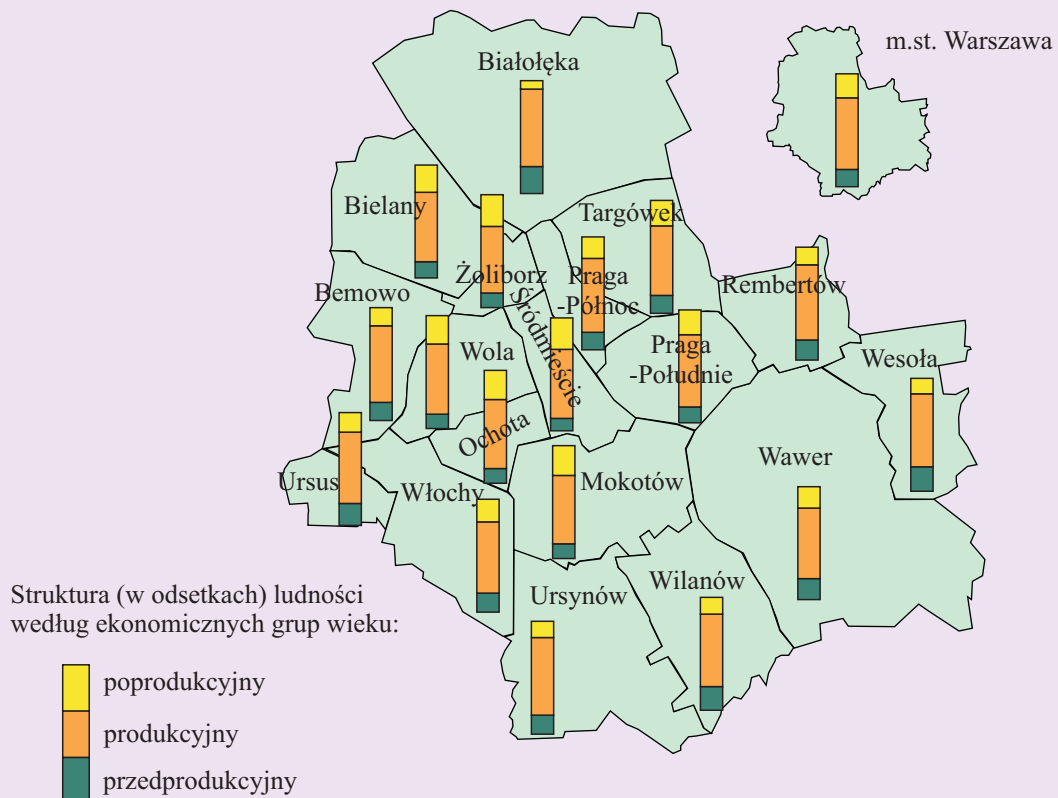 m.st. Warszawa
Białołęka
Bielany
Targówek
Żoliborz
Praga
-Północ
Rembertów
Bemowo
Śródmieście
Wola
Praga
-Południe
Wesoła
Ochota
Ursus
Włochy
Mokotów
Wawer
Wilanów
Ursynów
Struktura (w odsetkach) ludności
według ekonomicznych grup wieku:
poprodukcyjny
produkcyjny
przedprodukcyjny